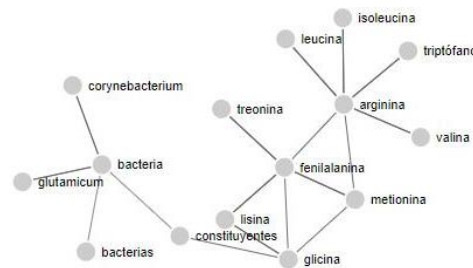 isoleucina
leucina
triptófano
corynebacterium
arginina
treonina
valina
bacteria
fenilalanina
glutamicum
metionina
lisina
constituyentes
bacterias
glicina